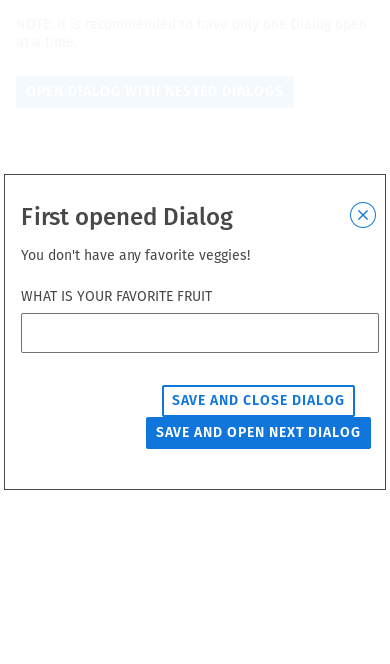 NOTE: It is recommended to have only one Dialog open
at a time.
OPEN DIALOG WITH NESTED DIALOGS
First opened Dialog
You don't have any favorite veggies!
WHAT IS YOUR FAVORITE FRUIT
SAVE AND CLOSE DIALOG
SAVE AND OPEN NEXT DIALOG